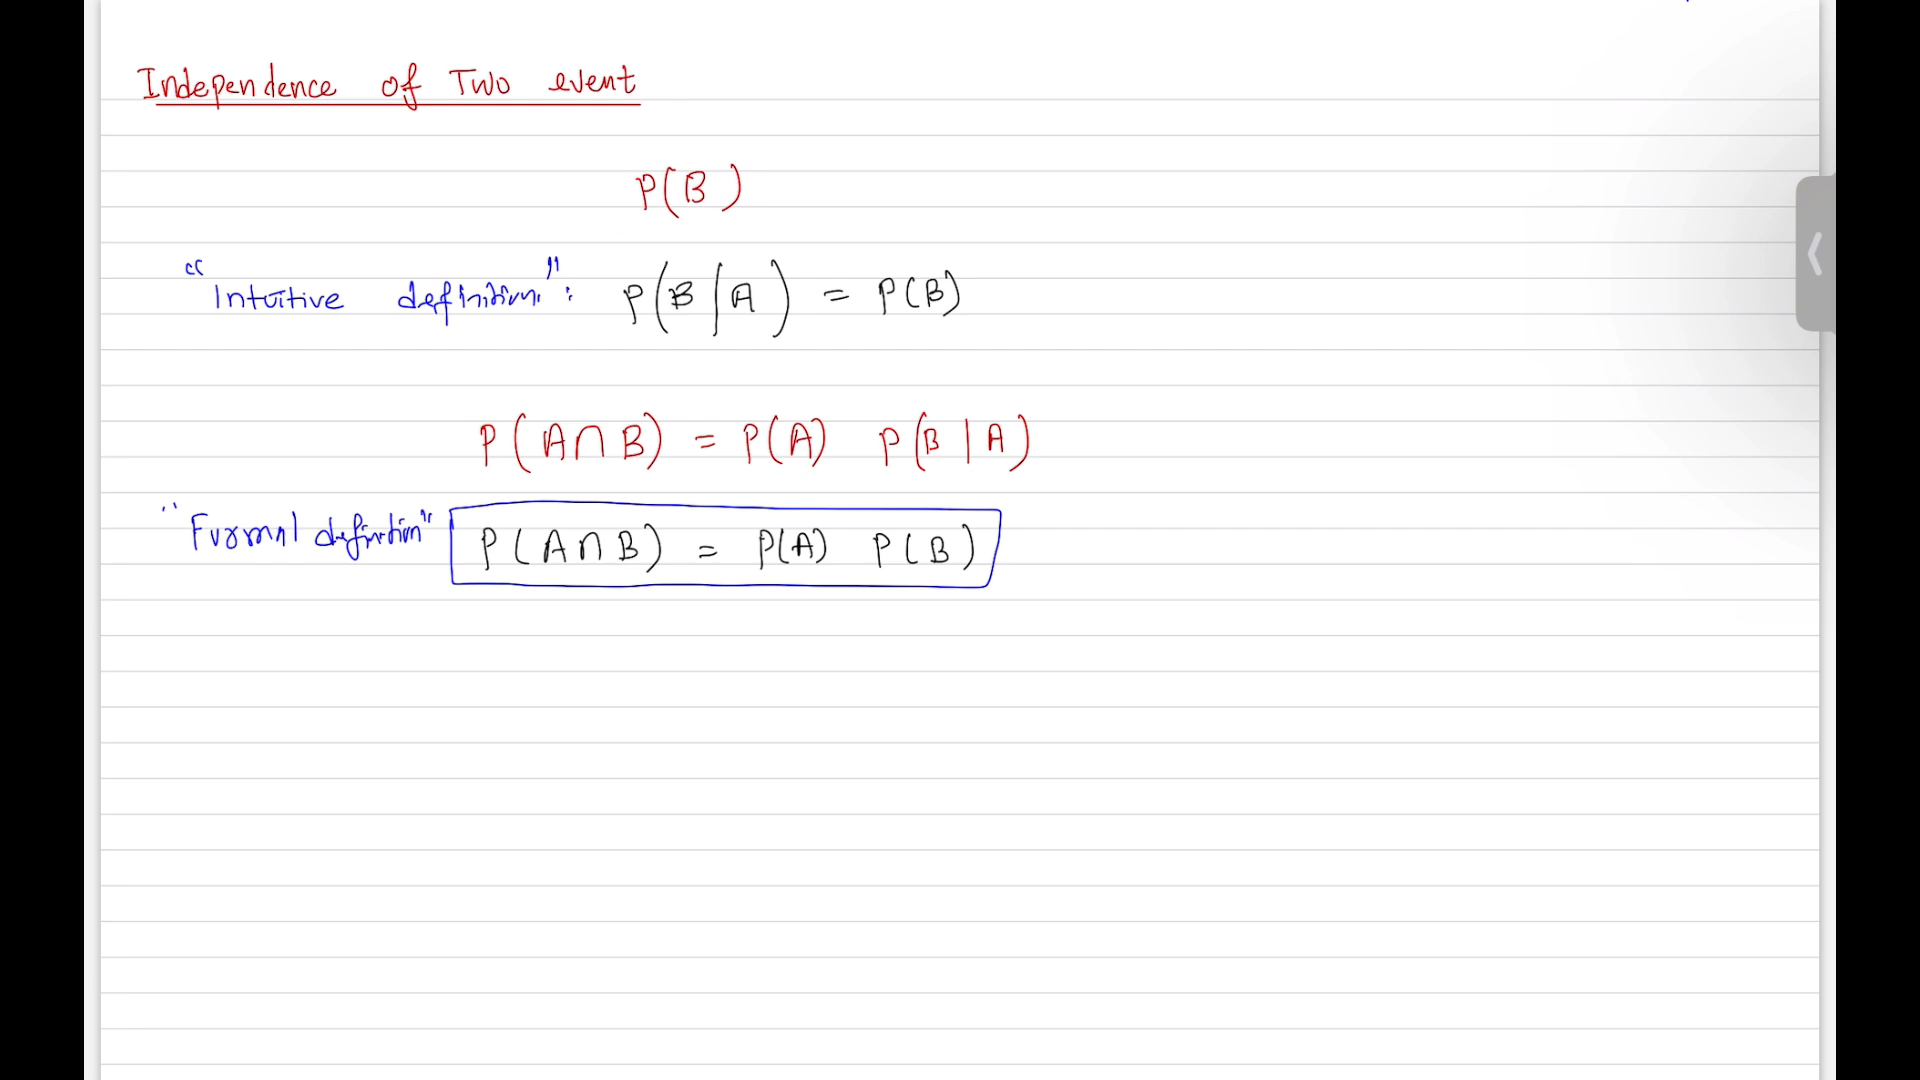 Independence of Two event
P(B)
"Intuitive definition": P(B|A) = P(B)
P(A∩B) = P(A) P(B|A)
"Formal definition" P(A∩B) = P(A) P(B)